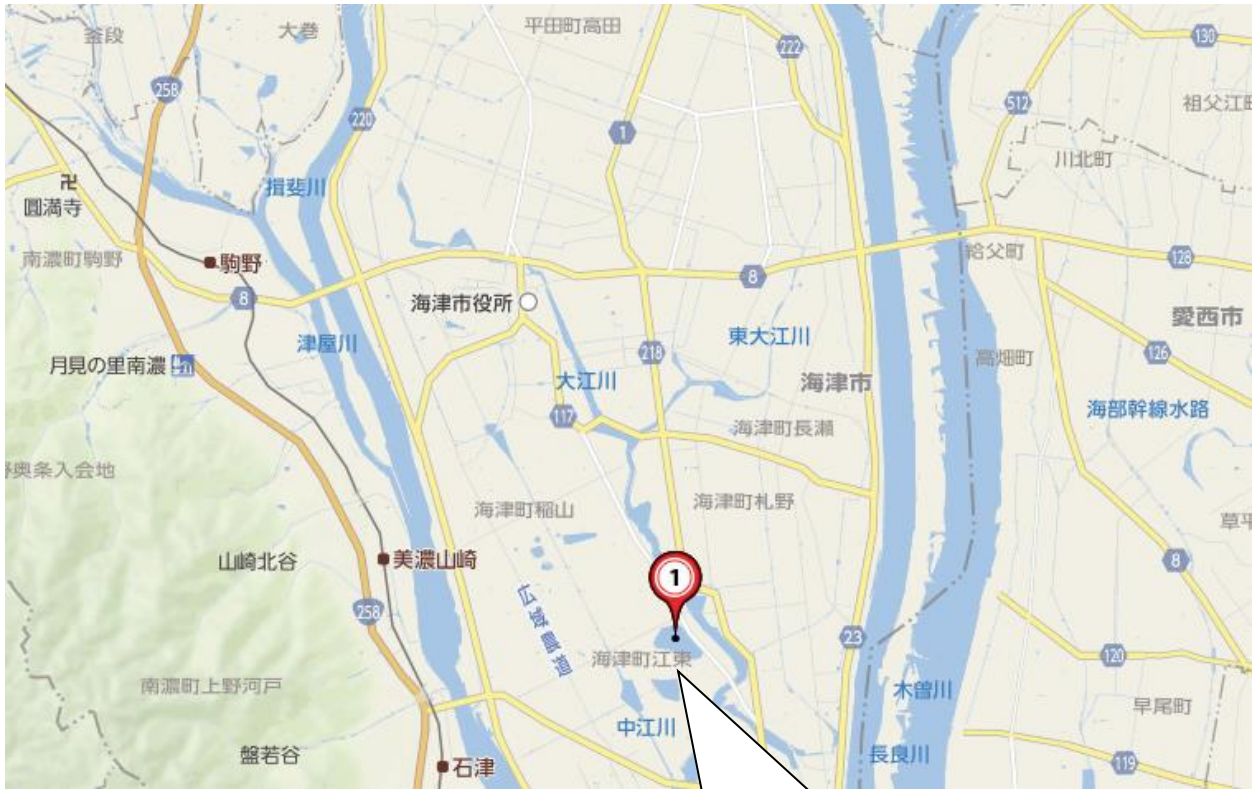 釜段
大巻
平田町高田
222
130
258
220
1
512
祖父江町
川北町
卍
圓満寺
揖斐川
南濃町駒野
駒野
8
給父町
128
8
海津市役所
愛西市
津屋川
東大江川
月見の里南濃
218
126
高畑町
大江川
海津市
海部幹線水路
117
海津町長瀬
野奥条入会地
海津町稲山
海津町札野
草平
山崎北谷
美濃山崎
8
1
広域農道
258
23
海津町江東
120
南濃町上野河戸
木曽川
早尾町
中江川
盤若谷
石津
長良川
119